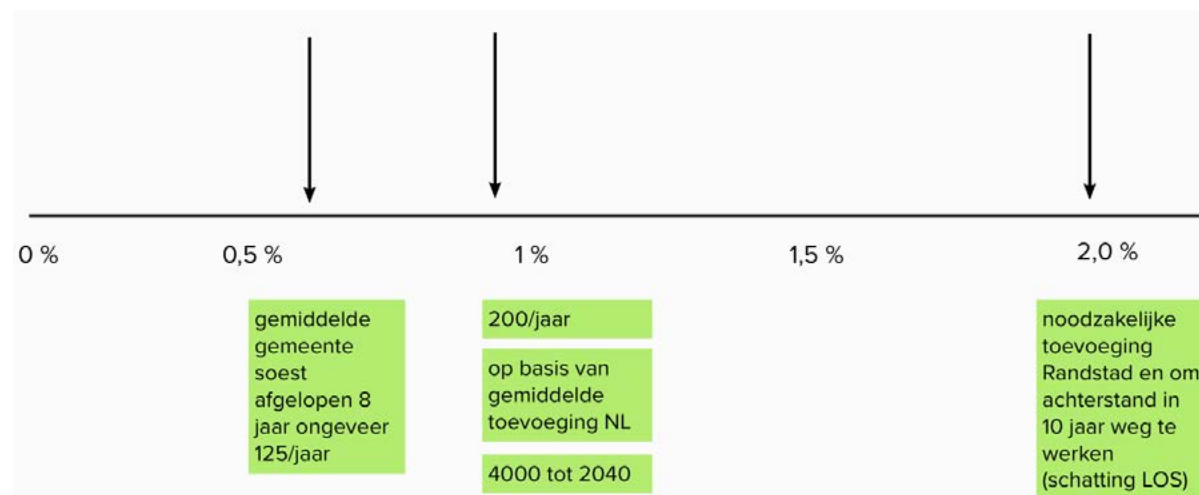 0 %
0,5 %
1 %
1,5 %
2,0 %
gemiddelde
gemeente
soest
afgelopen 8
jaar ongeveer
125/jaar
200/jaar
op basis van
gemiddelde
toevoeging NL
4000 tot 2040
noodzakelijke
toevoeging
Randstad en om
achterstand in
10 jaar weg te
werken
(schatting LOS)